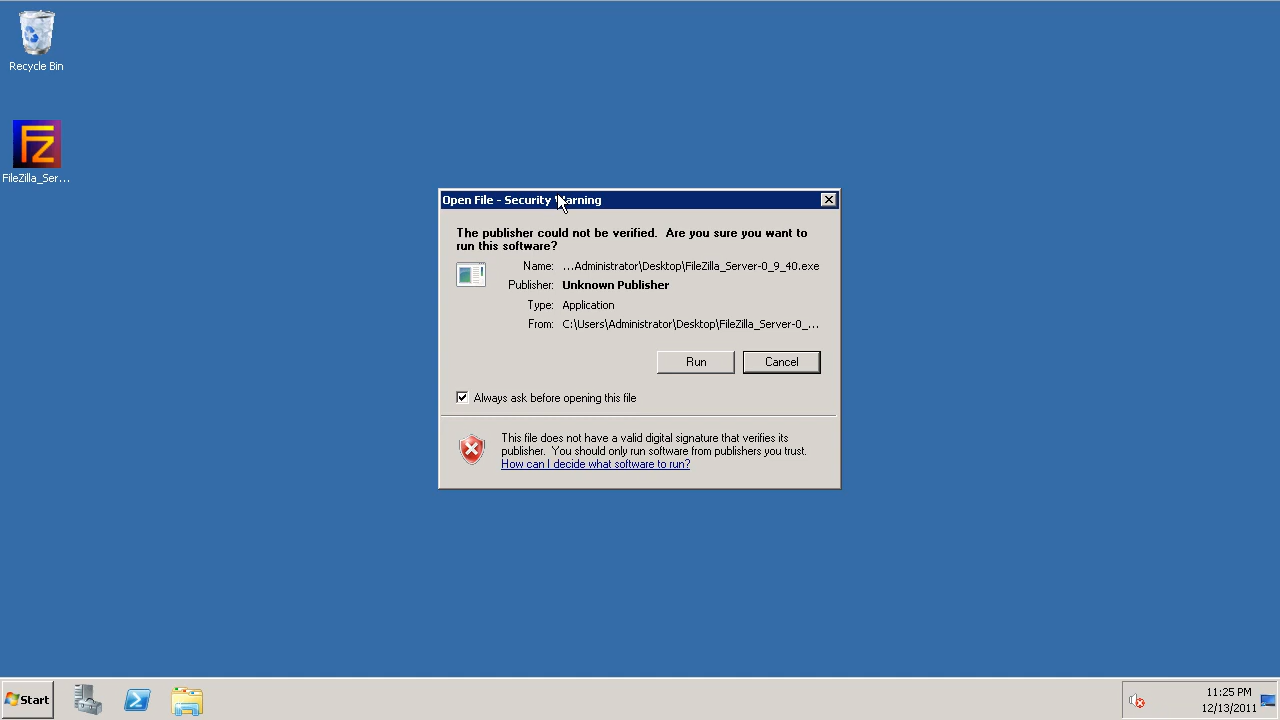 Recycle Bin
FZ
FileZilla_Ser...
Open File - Security Warning
The publisher could not be verified.  Are you sure you want to
run this software?
Name: ...Administrator\Desktop\FileZilla_Server-0_9_40.exe
Publisher: Unknown Publisher
Type: Application
From: C:\Users\Administrator\Desktop\FileZilla_Server-0_...
Run Cancel
Always ask before opening this file
This file does not have a valid digital signature that verifies its
publisher.  You should only run software from publishers you trust.
How can I decide what software to run?
Start
11:25 PM
12/13/2011